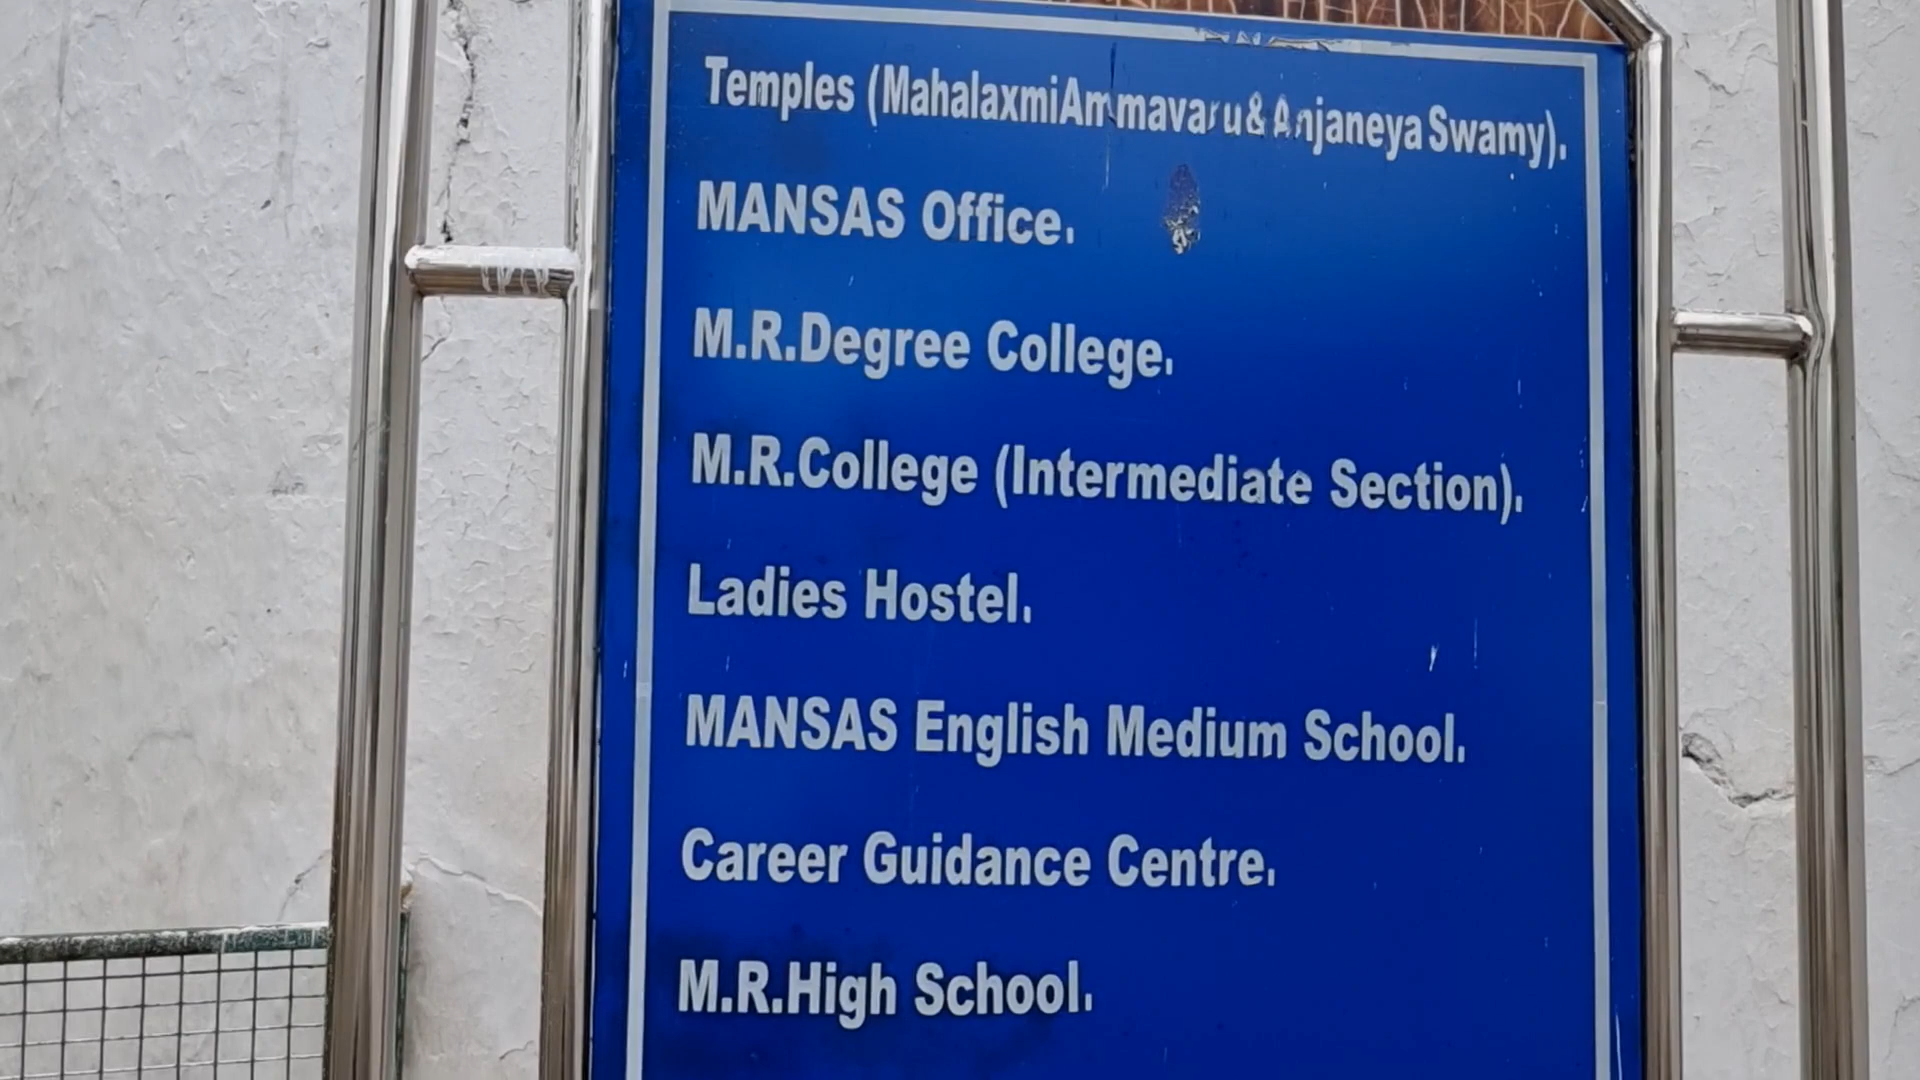 Temples (MahalaxmiAmmavaru & Anjaneya Swamy).
MANSAS Office.
M.R.Degree College.
M.R.College (Intermediate Section).
Ladies Hostel.
MANSAS English Medium School.
Career Guidance Centre.
M.R.High School.